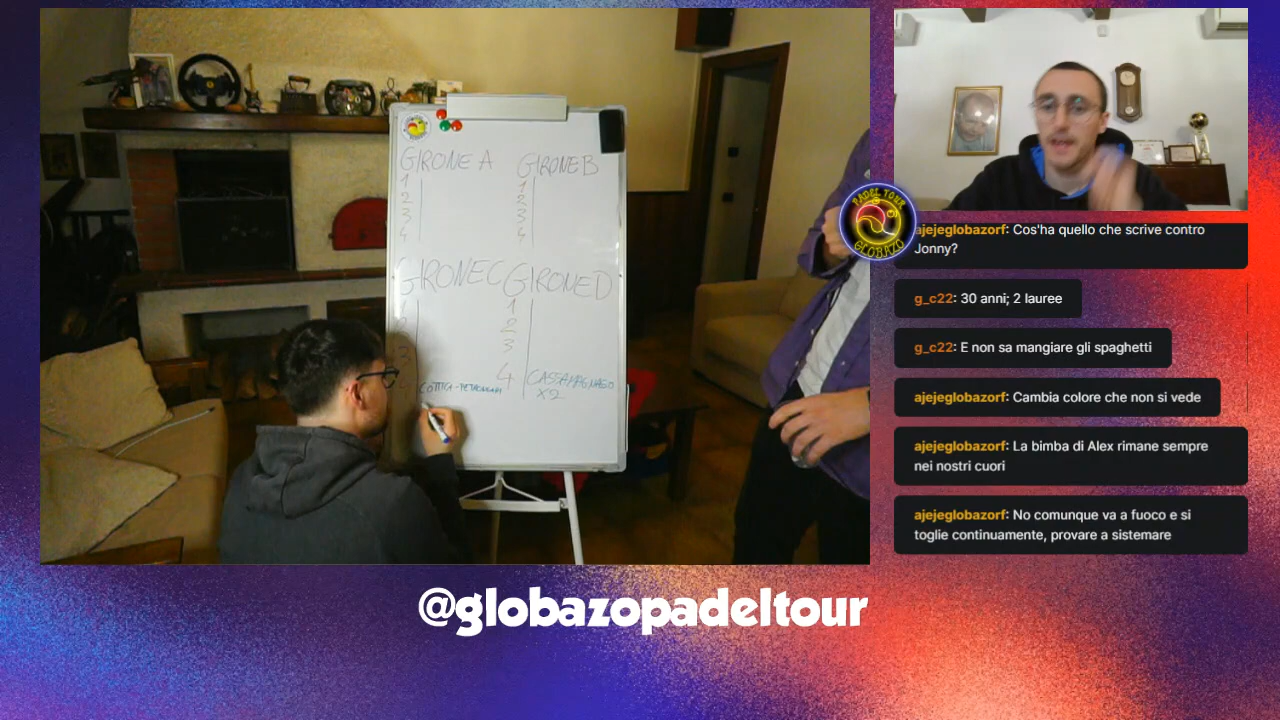 GIRONE A
GIRONE B
1
2
3
4
1
2
3
4
GIRONE C
GIRONE D
3
1
2
3
4
COTTICA - PETRONGARI
CASSAMAGNAGO
X2
PADEL TOUR
GLOBAZO
ajejeglobazorf: Cos'ha quello che scrive contro
Jonny?
g_c22: 30 anni; 2 lauree
g_c22: E non sa mangiare gli spaghetti
ajejeglobazorf: Cambia colore che non si vede
ajejeglobazorf: La bimba di Alex rimane sempre
nei nostri cuori
ajejeglobazorf: No comunque va a fuoco e si
toglie continuamente, provare a sistemare
@globazopadeltour